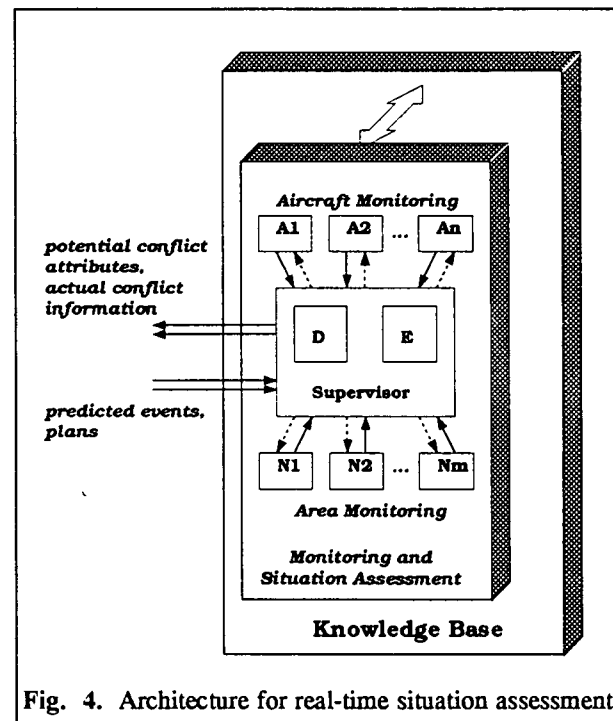 Aircraft Monitoring
A1 A2 ... An
potential conflict
attributes,
actual conflict
information
D E
Supervisor
predicted events,
plans
N1 N2 ... Nm
Area Monitoring
Monitoring and
Situation Assessment
Knowledge Base
Fig. 4. Architecture for real-time situation assessment